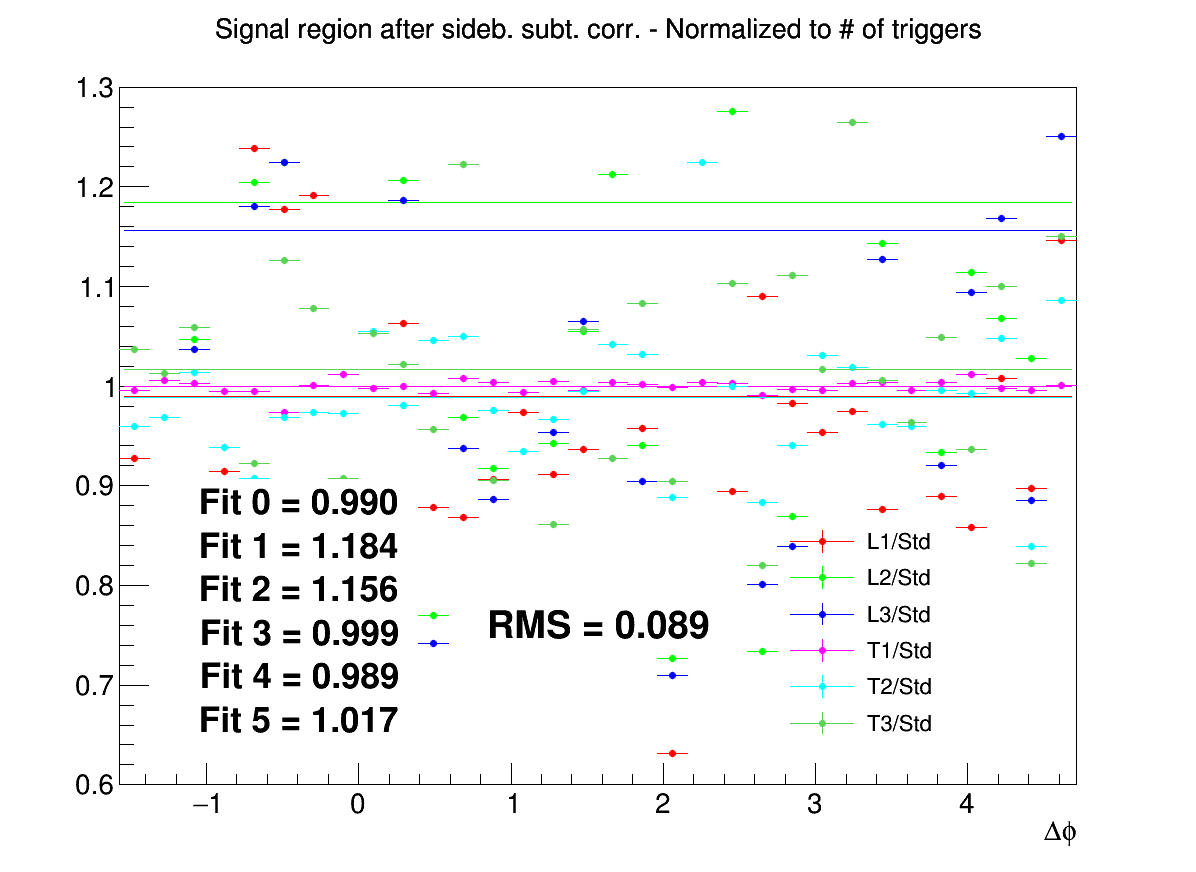 Signal region after sideb. subt. corr. - Normalized to # of triggers
1.3
1.2
1.1
1
0.9
0.8
0.7
0.6
Fit 0 = 0.990
Fit 1 = 1.184
Fit 2 = 1.156
Fit 3 = 0.999
Fit 4 = 0.989
Fit 5 = 1.017
RMS = 0.089
L1/Std
L2/Std
L3/Std
T1/Std
T2/Std
T3/Std
−1 0 1 2 3 4
Δϕ